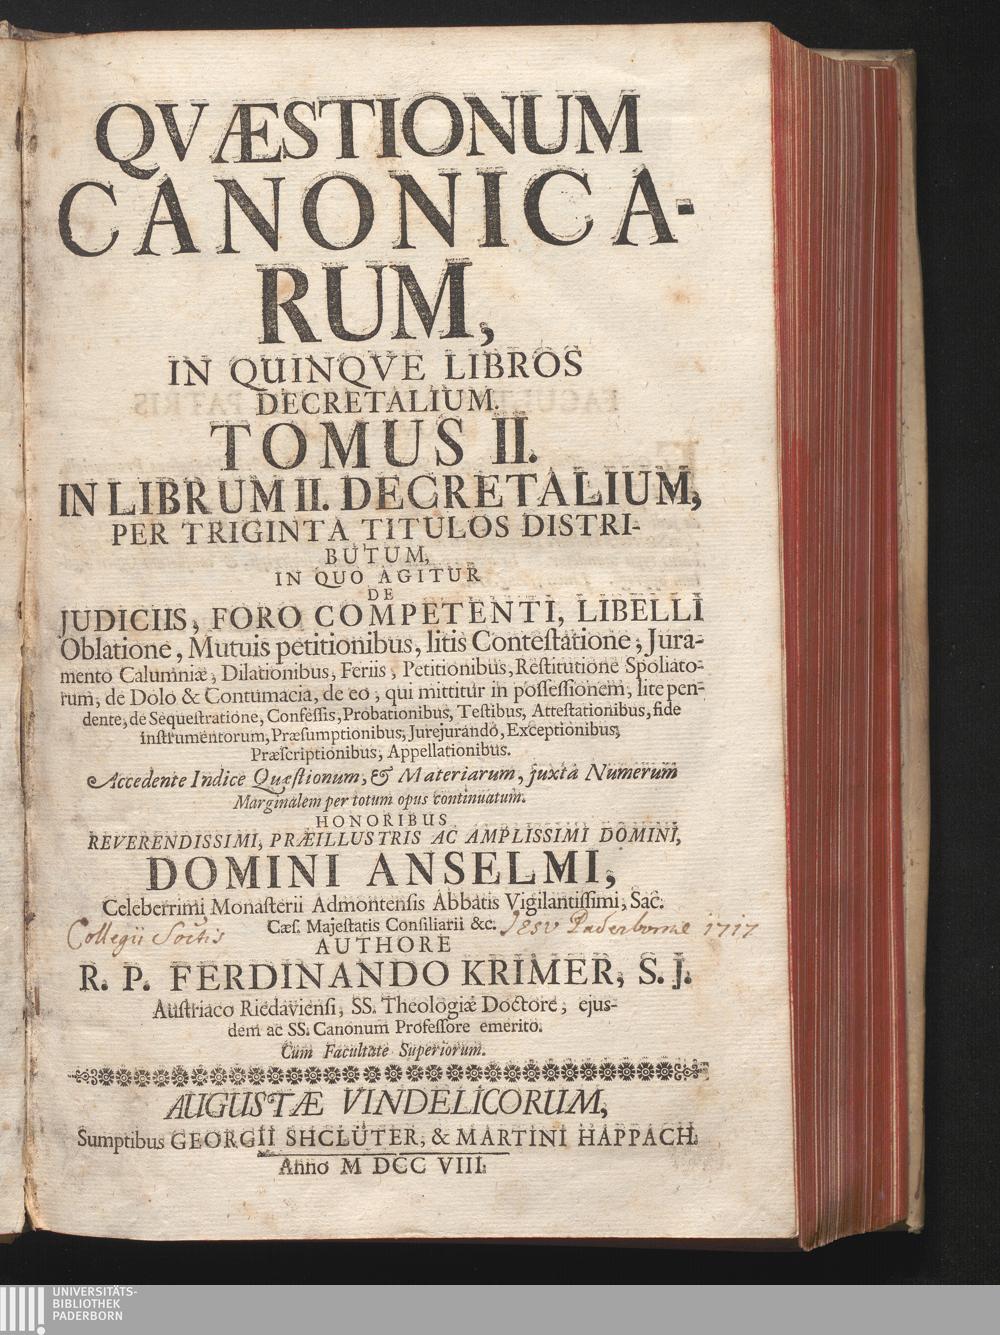 QVÆSTIONUM
CANONICA-
RUM,
IN QUINQVE LIBROS
DECRETALIUM.
TOMUS II.
IN LIBRUM II. DECRETALIUM,
PER TRIGINTA TITULOS DISTRI-
BUTUM,
IN QUO AGITUR
DE
JUDICIIS, FORO COMPETENTI, LIBELLI
Oblatione, Mutuis petitionibus, litis Conteſtatione, Jura-
mento Calumniæ, Dilationibus, Feriis, Petitionibus, Reſtitutione Spoliato-
rum, de Dolo & Contumacia, de eo, qui mittitur in poſſeſſionem, lite pen-
dente, de Sequeſtratione, Confeſſis, Probationibus, Teſtibus, Atteſtationibus, fide
inſtrumentorum, Præſumptionibus, Jurejurando, Exceptionibus,
Præſcriptionibus, Appellationibus.
Accedente Indice Quæſtionum, & Materiarum, juxta Numerum
Marginalem per totum opus continuatum.
HONORIBUS
REVERENDISSIMI, PRÆILLUSTRIS AC AMPLISSIMI DOMINI,
DOMINI ANSELMI,
Celeberrimi Monaſterii Admontenſis Abbatis Vigilantiſſimi, Sac.
Cæſ. Majeſtatis Conſiliarii &c.
Collegii Soctis Jesu Paderbornæ 1717
AUTHORE
R. P. FERDINANDO KRIMER, S. J.
Auſtriaco Riedavienſi, SS. Theologiæ Doctore, ejus-
dem ac SS. Canonum Profeſſore emerito.
Cum Facultate Superiorum.
AUGUSTÆ VINDELICORUM,
Sumptibus GEORGII SHCLÜTER, & MARTINI HAPPACH.
Anno M DCC VIII.
UNIVERSITÄTS-
BIBLIOTHEK
PADERBORN